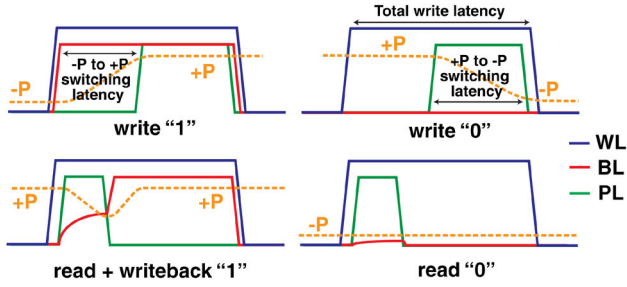 Total write latency
-P to +P
switching
latency
-P
+P
write “1”
+P
+P to -P
switching
latency
-P
write “0”
WL
BL
PL
+P
+P
read + writeback “1”
-P
read “0”